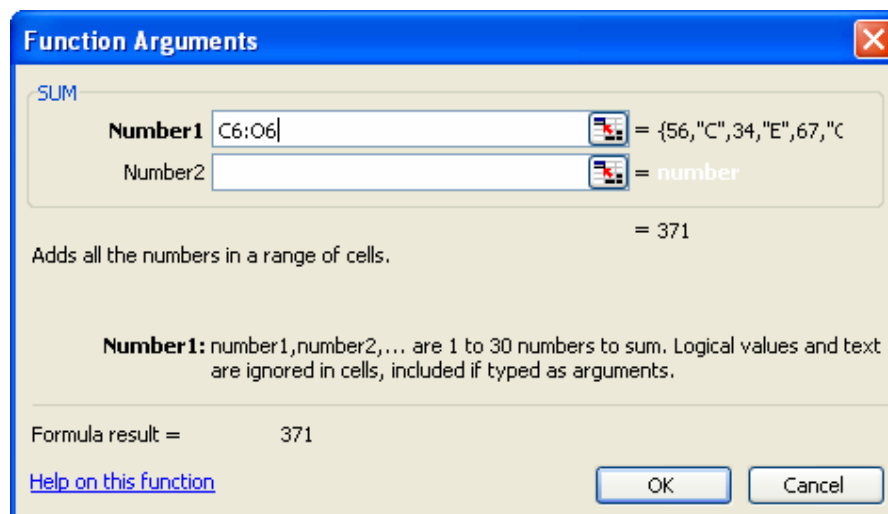 Function Arguments
SUM
Number1 C6:O6 = {56,"C",34,"E",67,"C
Number2 = number
= 371
Adds all the numbers in a range of cells.
Number1: number1,number2,... are 1 to 30 numbers to sum. Logical values and text
are ignored in cells, included if typed as arguments.
Formula result = 371
Help on this function OK Cancel